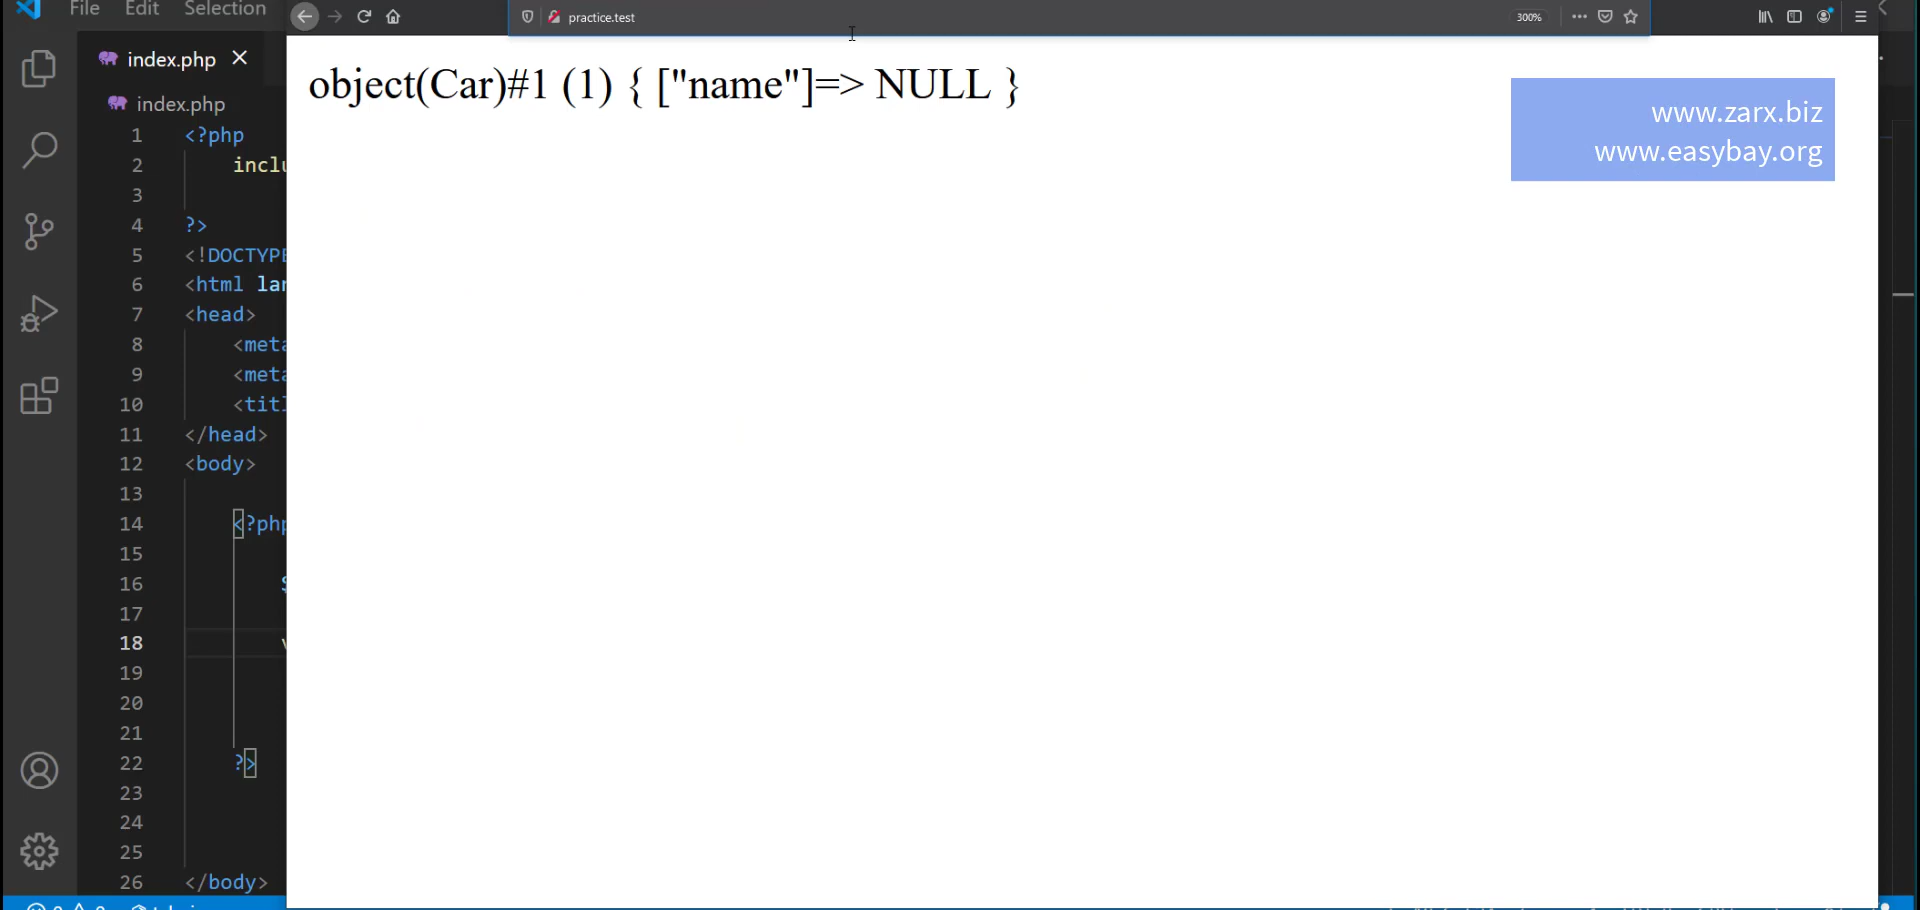 File Edit Selection
practice.test 300%
index.php
index.php
object(Car)#1 (1) { ["name"]=> NULL }
www.zarx.biz
www.easybay.org
1 <?php
2 inclu
3
4 ?>
5 <!DOCTYPE
6 <html lan
7 <head>
8 <meta
9 <meta
10 <titl
11 </head>
12 <body>
13
14 <?php
15
16 $
17
18 v
19
20
21
22 ?>
23
24
25
26 </body>